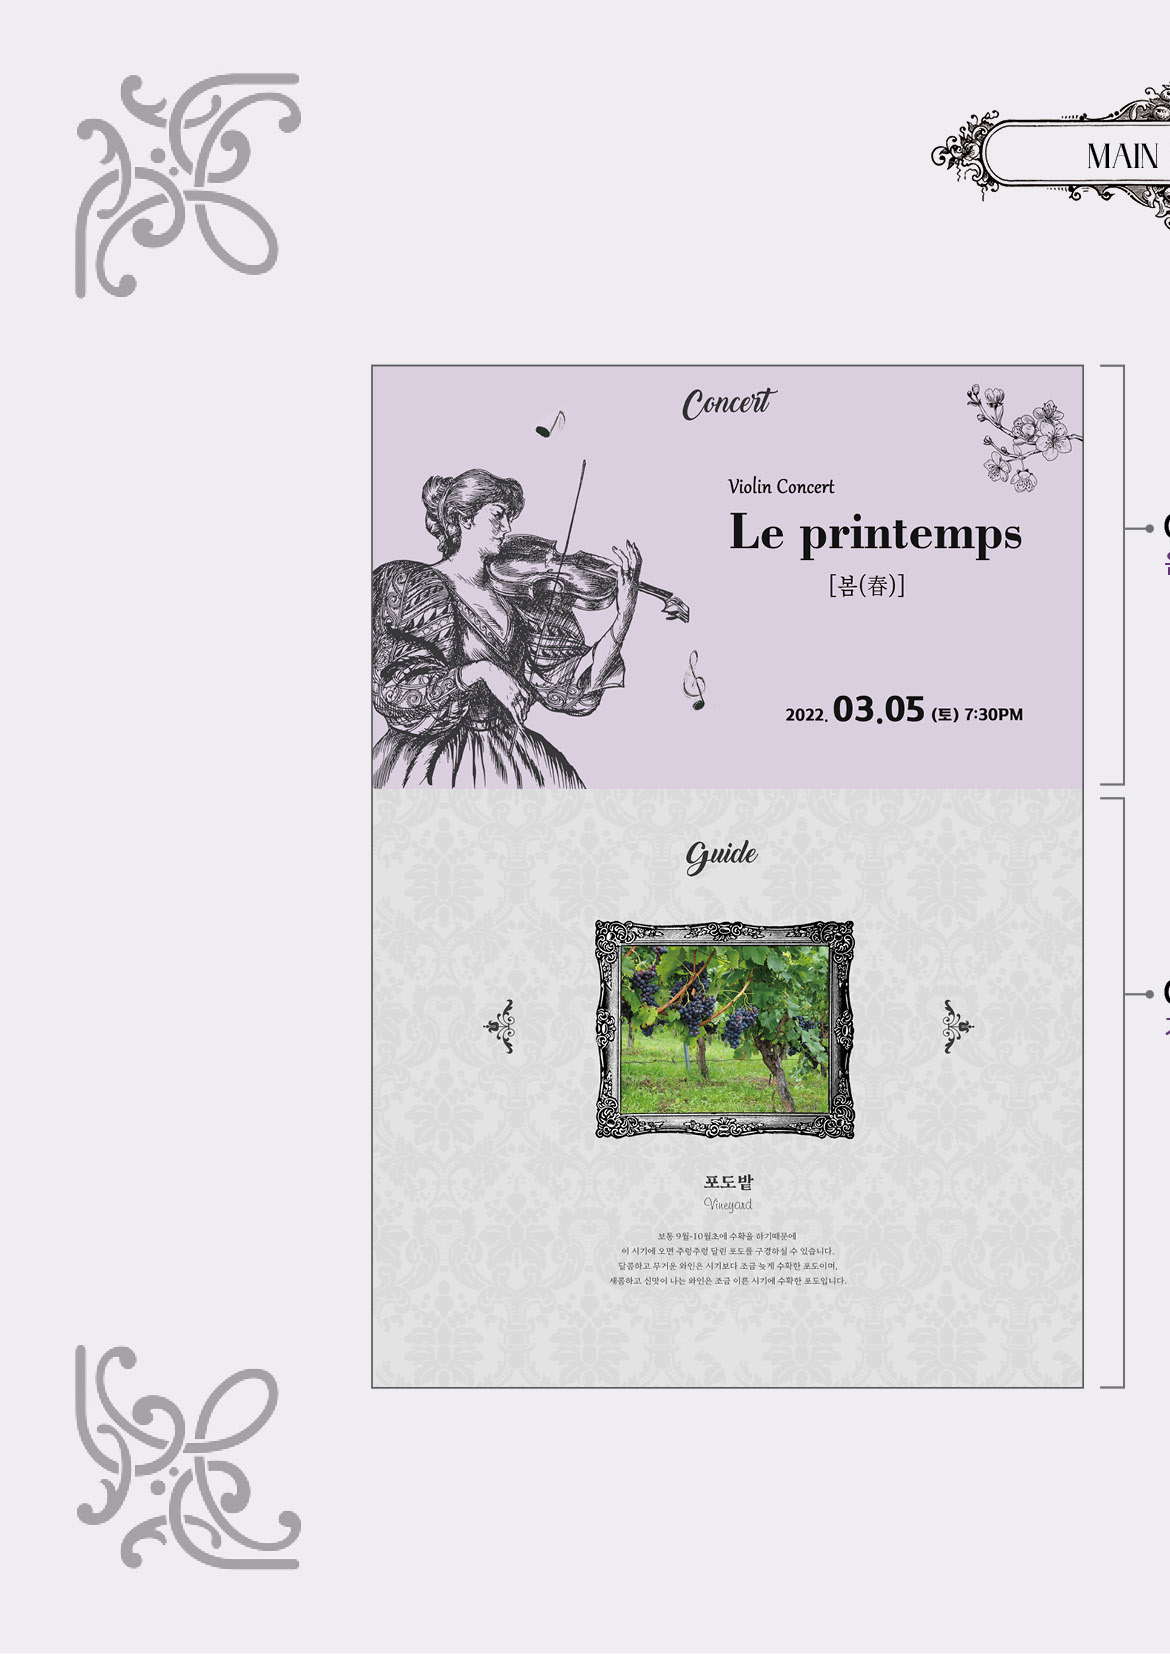 MAIN
Concert
Violin Concert
Le printemps
[봄(春)]
2022. 03.05 (토) 7:30PM
Guide
포도밭
Vineyard
보통 9월-10월초에 수확을 하기때문에
이 시기에 오면 주렁주렁 달린 포도를 구경하실 수 있습니다.
달콤하고 무거운 와인은 시기보다 조금 늦게 수확한 포도이며,
새콤하고 신맛이 나는 와인은 조금 이른 시기에 수확한 포도입니다.